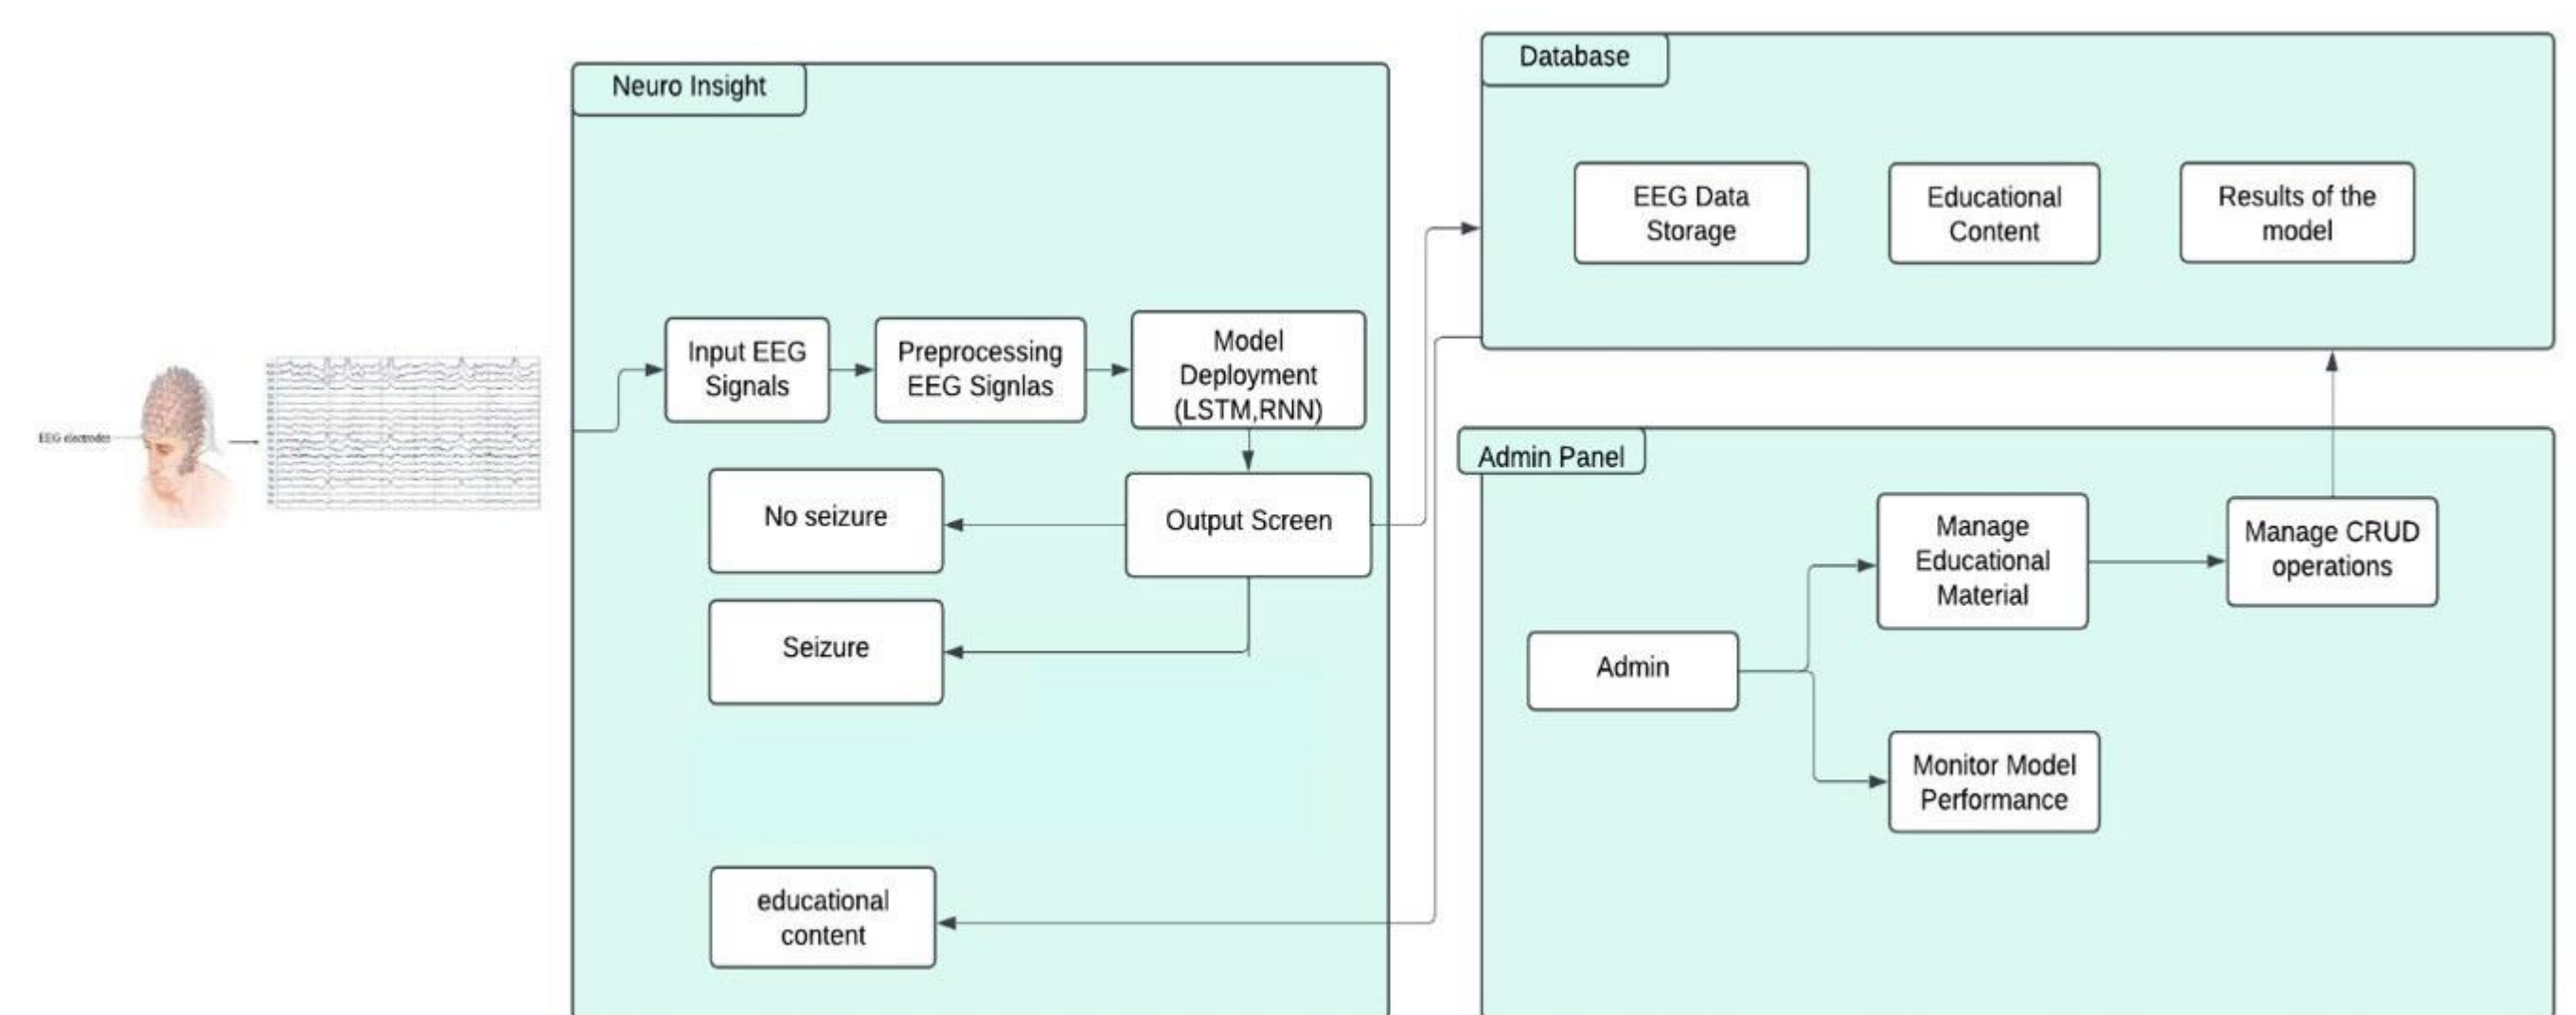 Neuro Insight
EEG electrodes
Input EEG
Signals
Preprocessing
EEG Signlas
Model
Deployment
(LSTM,RNN)
No seizure
Output Screen
Seizure
educational
content
Database
EEG Data
Storage
Educational
Content
Results of the
model
Admin Panel
Admin
Manage
Educational
Material
Manage CRUD
operations
Monitor Model
Performance